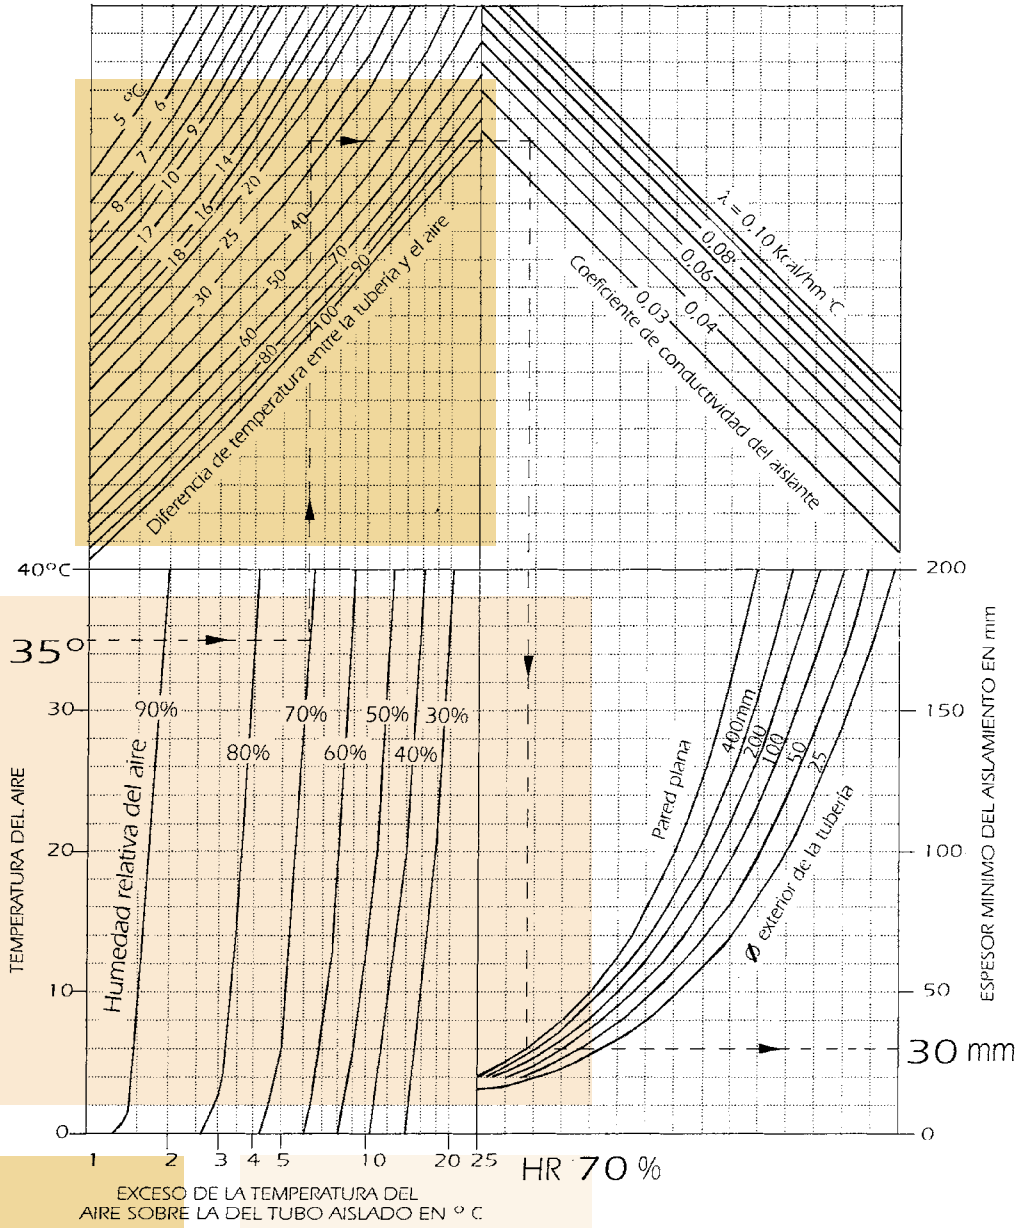 5 °C
6
7
8
9
10
14
16
17
18
20
25
30
40
50
60
70
80
90
100
Diferencia de temperatura entre la tubería y el aire
λ = 0,10 Kcal/hm °C
0,08
0,06
0,04
0,03
Coeficiente de conductividad del aislante
40°C
35°
30
20
10
0
TEMPERATURA DEL AIRE
Humedad relativa del aire
90%
80%
70%
60%
50%
40%
30%
Pared plana
400mm
200
100
50
25
Ø exterior de la tubería
200
150
100
50
30 mm
0
ESPESOR MINIMO DEL AISLAMIENTO EN mm
1 2 3 4 5 10 20 25
HR 70 %
EXCESO DE LA TEMPERATURA DEL
AIRE SOBRE LA DEL TUBO AISLADO EN ° C